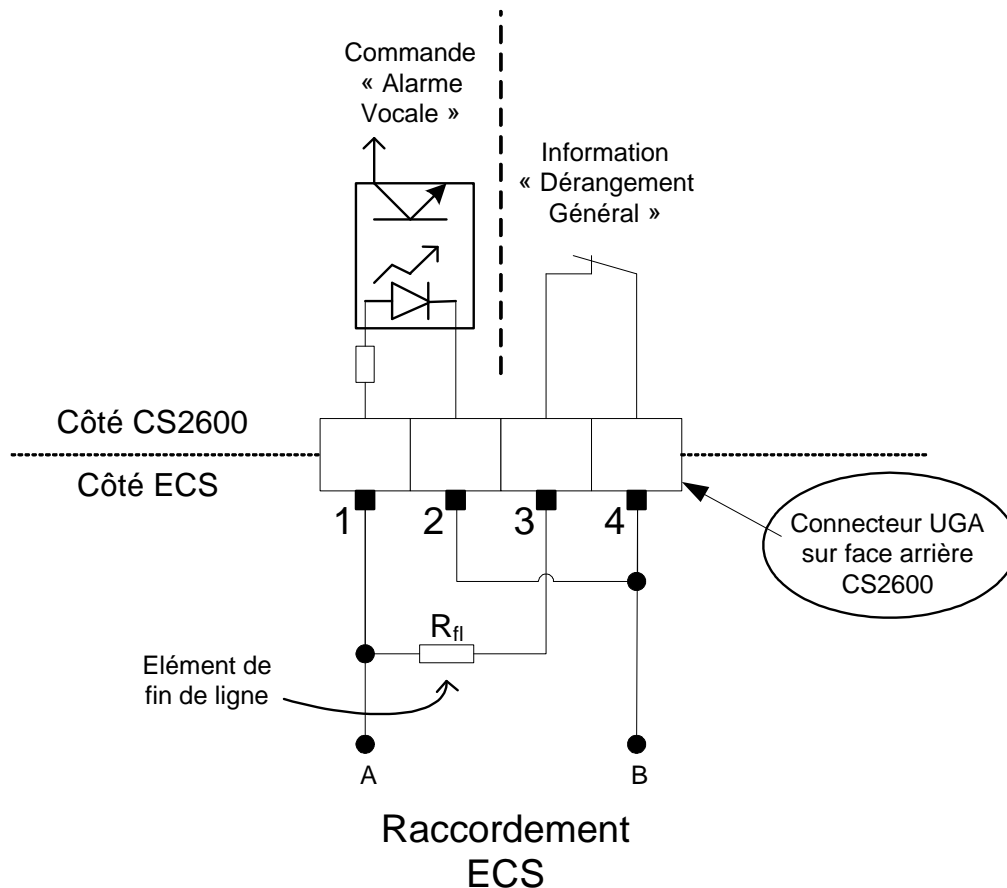 Commande
« Alarme
Vocale »
Information
« Dérangement
Général »
Côté CS2600
Côté ECS
1
2
3
4
Connecteur UGA
sur face arrière
CS2600
Rfl
Elément de
fin de ligne
A
B
Raccordement
ECS